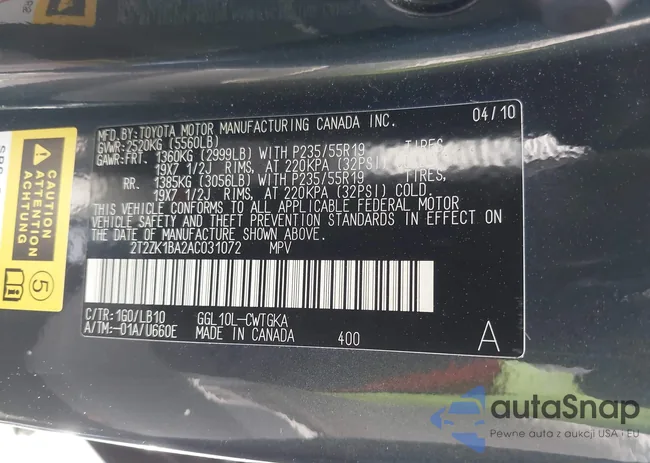 04/10
MFD. BY: TOYOTA MOTOR MANUFACTURING CANADA INC.
GVWR: 2520KG (5560LB)
GAWR: FRT. 1360KG (2999LB) WITH P235/55R19 TIRES,
19X7 1/2J RIMS, AT 220KPA (32PSI)
RR. 1385KG (3056LB) WITH P235/55R19 TIRES,
19X7 1/2J RIMS, AT 220KPA (32PSI) COLD.
THIS VEHICLE CONFORMS TO ALL APPLICABLE FEDERAL MOTOR
VEHICLE SAFETY AND THEFT PREVENTION STANDARDS IN EFFECT ON
THE DATE OF MANUFACTURE SHOWN ABOVE.
2T2ZK1BA2AC031072 MPV
C/TR: 1G0/LB10 GGL10L-CWTGKA
A/TM:-01A/U660E MADE IN CANADA 400 A
CAUTION
ATTENTION
ACHTUNG
5
autaSnap
Pewne auta z aukcji USA i EU